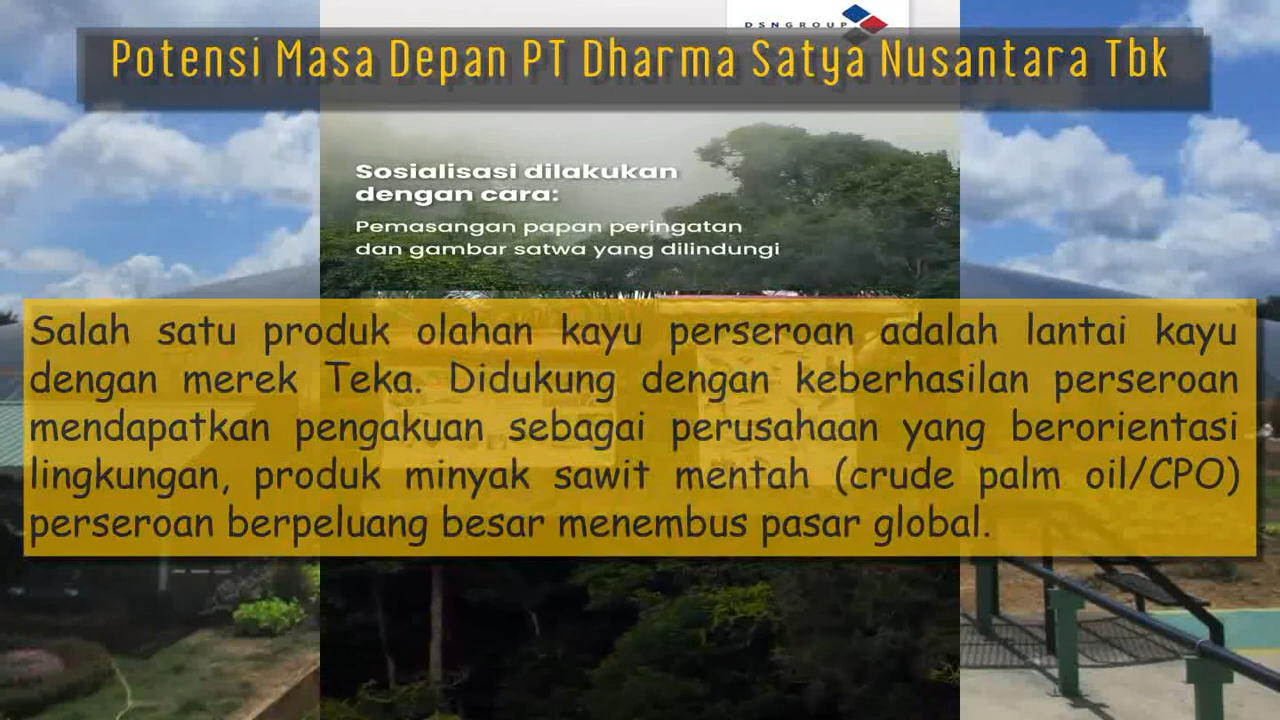 DSNGROUP
Potensi Masa Depan PT Dharma Satya Nusantara Tbk
Sosialisasi dilakukan
dengan cara:
Pemasangan papan peringatan
dan gambar satwa yang dilindungi
Salah satu produk olahan kayu perseroan adalah lantai kayu
dengan merek Teka. Didukung dengan keberhasilan perseroan
mendapatkan pengakuan sebagai perusahaan yang berorientasi
lingkungan, produk minyak sawit mentah (crude palm oil/CPO)
perseroan berpeluang besar menembus pasar global.